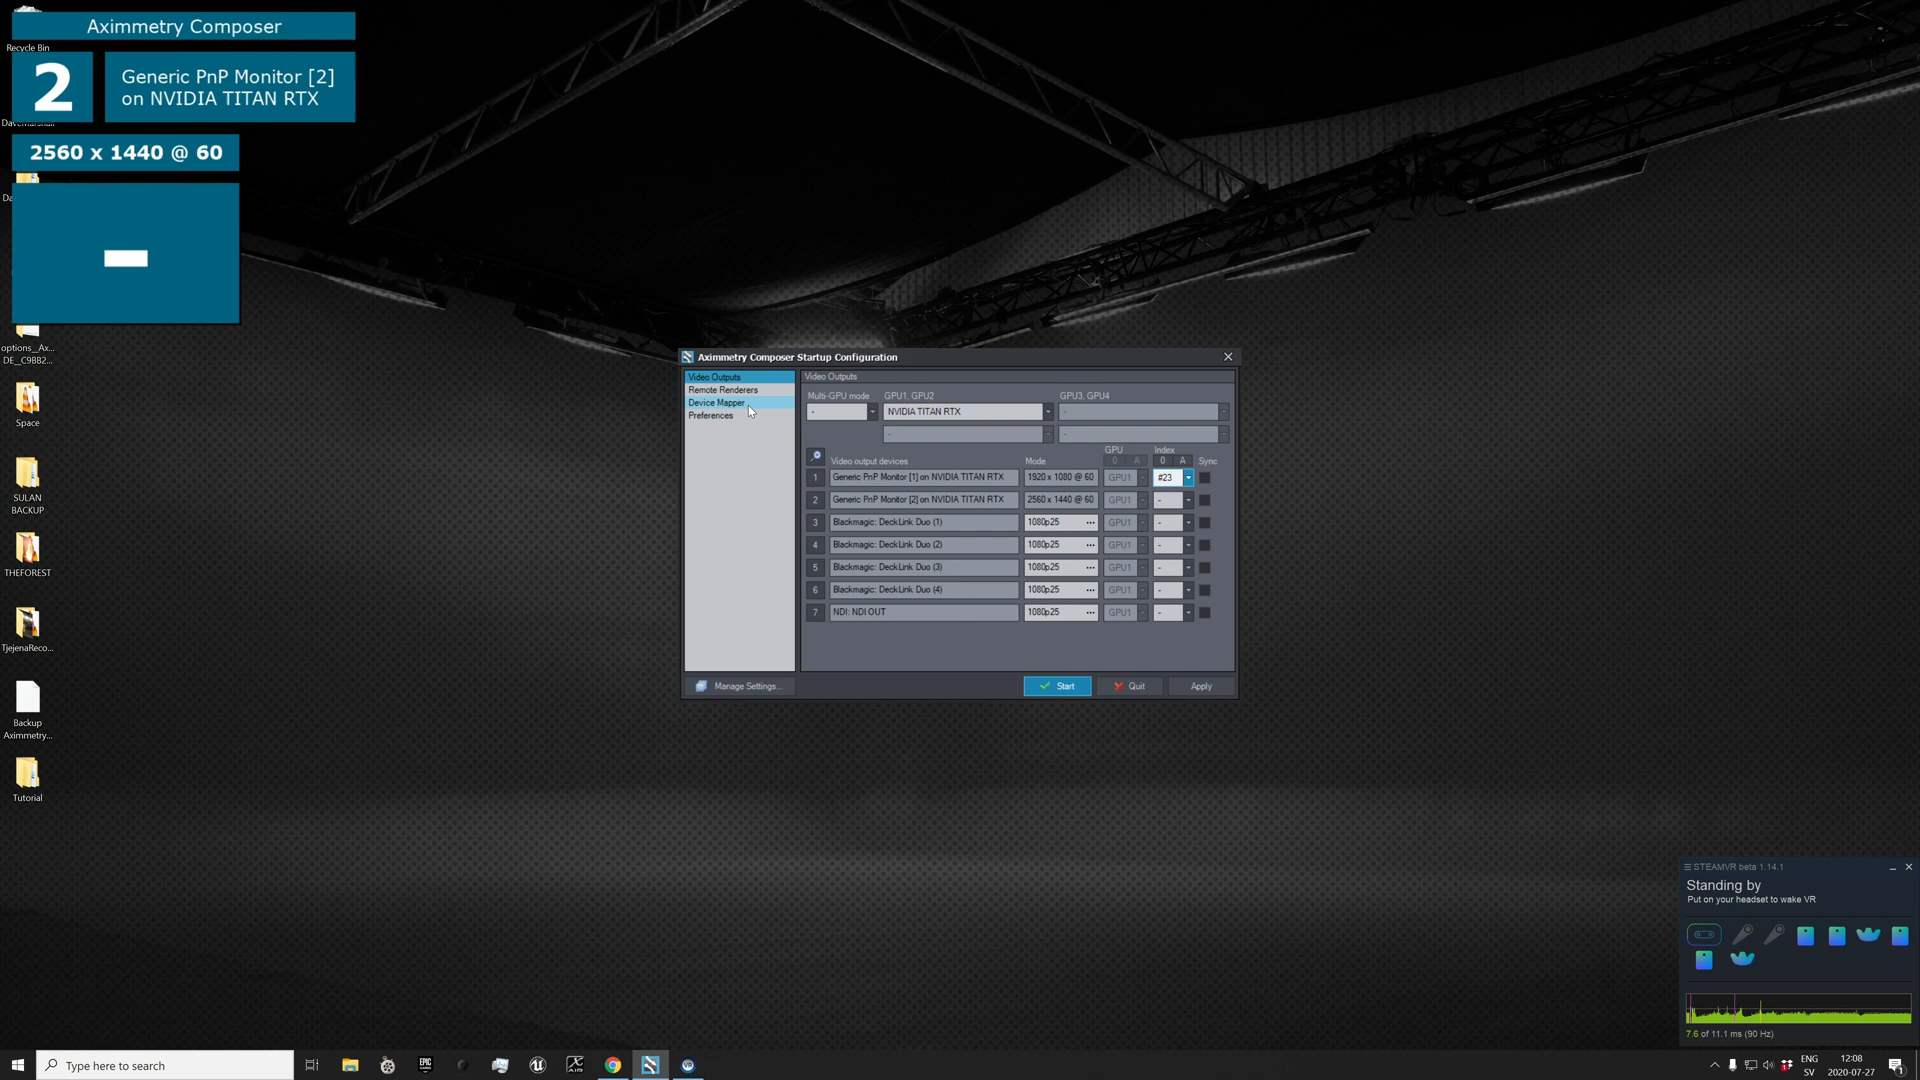 Recycle Bin
Aximmetry Composer
2
Generic PnP Monitor [2]
on NVIDIA TITAN RTX
2560 x 1440 @ 60
-
options_Ax...
DE_C9BB2...
Space
SULAN
BACKUP
THEFOREST
TjejenaReco...
Backup
Aximmetry...
Tutorial
Aximmetry Composer Startup Configuration
Video Outputs
Remote Renderers
Device Mapper
Preferences
Video Outputs
Multi-GPU mode
GPU1, GPU2
GPU3, GPU4
-
NVIDIA TITAN RTX
-
-
-
GPU
Index
Video output devices
Mode
0 A
0 A
Sync
1 Generic PnP Monitor [1] on NVIDIA TITAN RTX 1920 x 1080 @ 60 GPU1 #23
2 Generic PnP Monitor [2] on NVIDIA TITAN RTX 2560 x 1440 @ 60 GPU1 -
3 Blackmagic: DeckLink Duo (1) 1080p25 ... GPU1 -
4 Blackmagic: DeckLink Duo (2) 1080p25 ... GPU1 -
5 Blackmagic: DeckLink Duo (3) 1080p25 ... GPU1 -
6 Blackmagic: DeckLink Duo (4) 1080p25 ... GPU1 -
7 NDI: NDI OUT 1080p25 ... GPU1 -
Manage Settings...
Start
Quit
Apply
STEAMVR beta 1.14.1
Standing by
Put on your headset to wake VR
7.6 of 11.1 ms (90 Hz)
Type here to search
EPIC
GAMES
VR
ENG
SV
12:08
2020-07-27
1